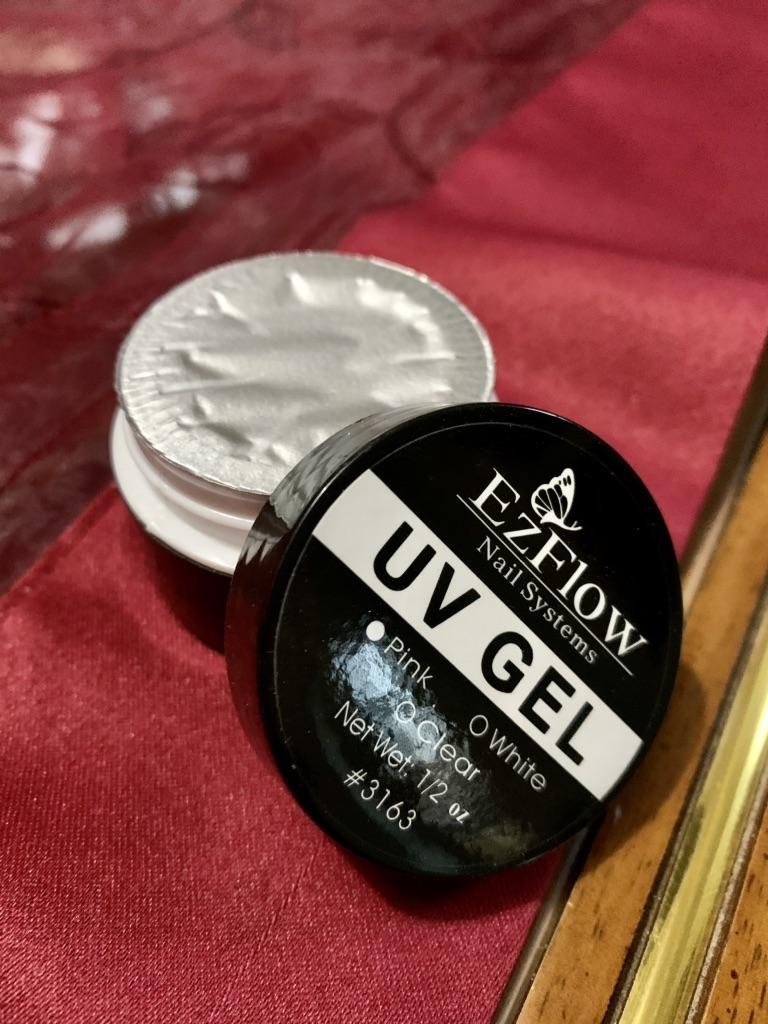 EzFlow
Nail Systems
UV GEL
Pink
Clear
White
Net Wet: 1/2 oz
#3163